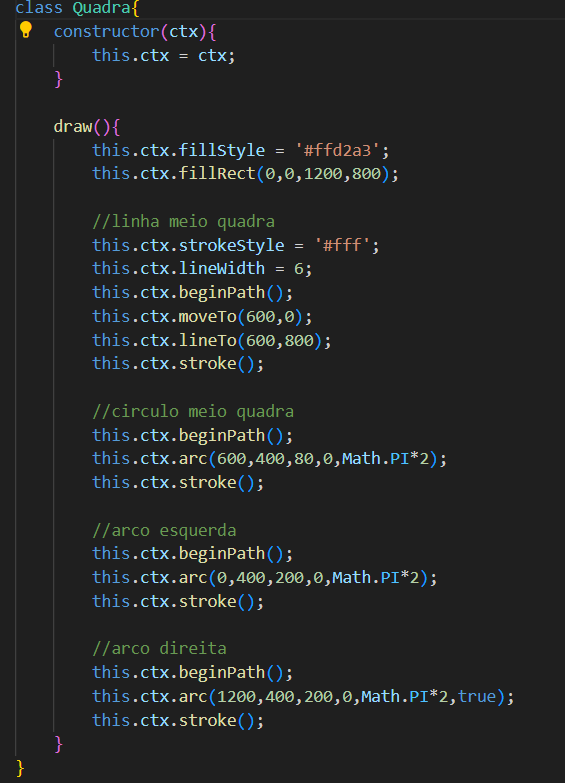 class Quadra{
constructor(ctx){
this.ctx = ctx;
}
draw(){
this.ctx.fillStyle = '#ffd2a3';
this.ctx.fillRect(0,0,1200,800);
//linha meio quadra
this.ctx.strokeStyle = '#fff';
this.ctx.lineWidth = 6;
this.ctx.beginPath();
this.ctx.moveTo(600,0);
this.ctx.lineTo(600,800);
this.ctx.stroke();
//circulo meio quadra
this.ctx.beginPath();
this.ctx.arc(600,400,80,0,Math.PI*2);
this.ctx.stroke();
//arco esquerda
this.ctx.beginPath();
this.ctx.arc(0,400,200,0,Math.PI*2);
this.ctx.stroke();
//arco direita
this.ctx.beginPath();
this.ctx.arc(1200,400,200,0,Math.PI*2,true);
this.ctx.stroke();
}
}